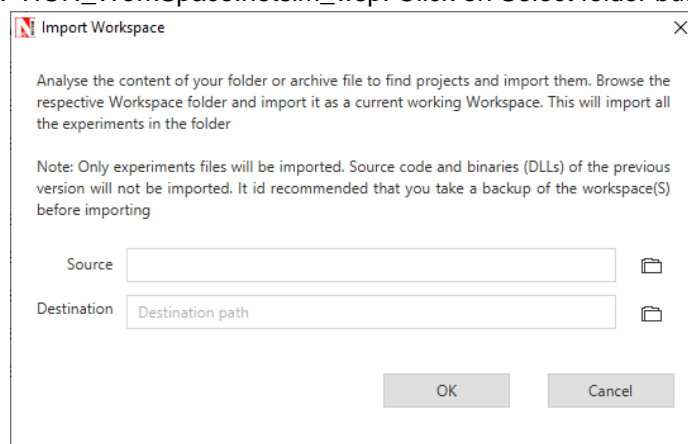 Import Workspace
Analyse the content of your folder or archive file to find projects and import them. Browse the
respective Workspace folder and import it as a current working Workspace. This will import all
the experiments in the folder
Note: Only experiments files will be imported. Source code and binaries (DLLs) of the previous
version will not be imported. It id recommended that you take a backup of the workspace(S)
before importing
Source
Destination Destination path
OK Cancel